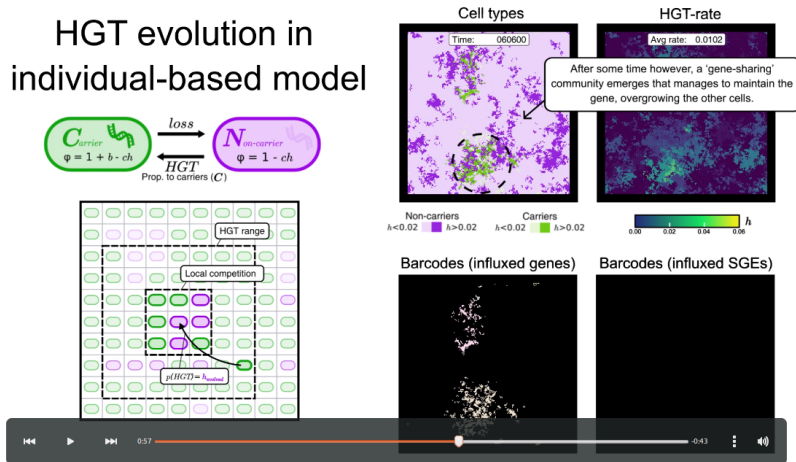 HGT evolution in
individual-based model
Carrier
φ = 1 + b - ch
loss
HGT
Prop. to carriers (C)
Non-carrier
φ = 1 - ch
HGT range
Local competition
Cell types
Time: 060600
HGT-rate
Avg rate: 0.0102
After some time however, a ‘gene-sharing’
community emerges that manages to maintain the
gene, overgrowing the other cells.
Non-carriers
h<0.02 h>0.02
Carriers
h<0.02 h>0.02
h
0.00 0.02 0.04 0.06
Barcodes (influxed genes)
Barcodes (influxed SGEs)
0:57
-0:43